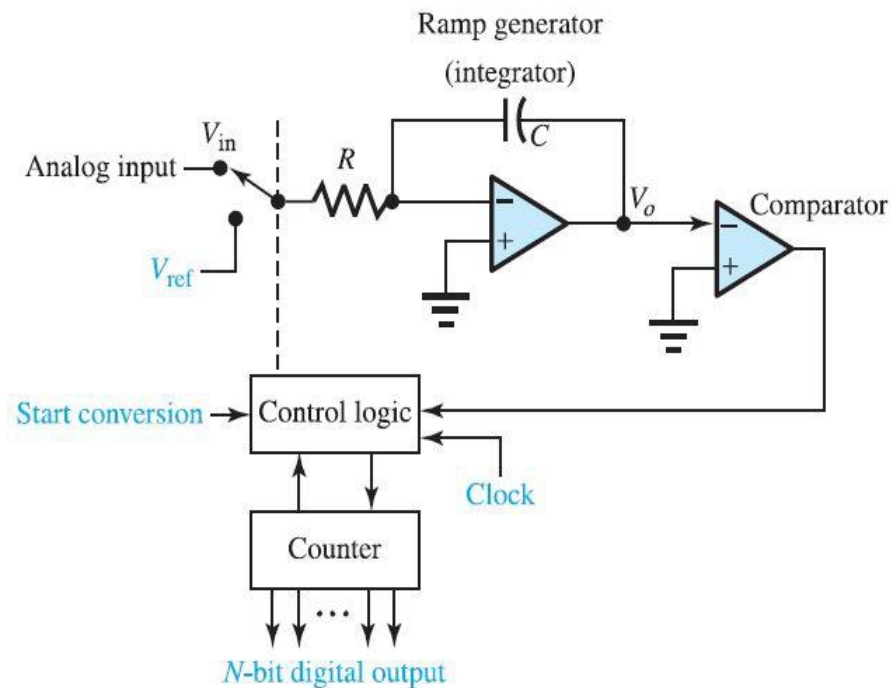 Ramp generator
(integrator)
V_in
Analog input
R
C
V_o
Comparator
−
+
−
+
V_ref
Start conversion
Control logic
Clock
Counter
...
N-bit digital output